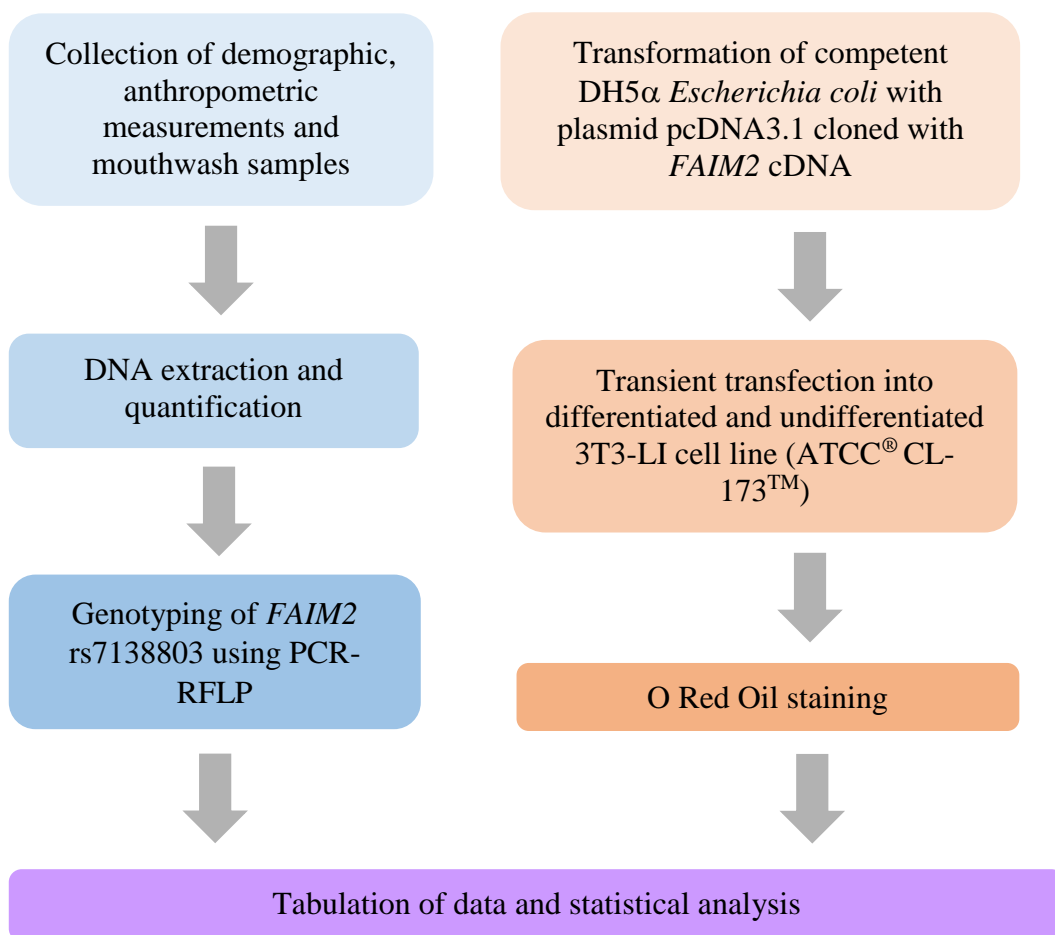 Collection of demographic,
anthropometric
measurements and
mouthwash samples
DNA extraction and
quantification
Genotyping of FAIM2
rs7138803 using PCR-
RFLP
Transformation of competent
DH5α Escherichia coli with
plasmid pcDNA3.1 cloned with
FAIM2 cDNA
Transient transfection into
differentiated and undifferentiated
3T3-LI cell line (ATCC® CL-
173TM)
O Red Oil staining
Tabulation of data and statistical analysis